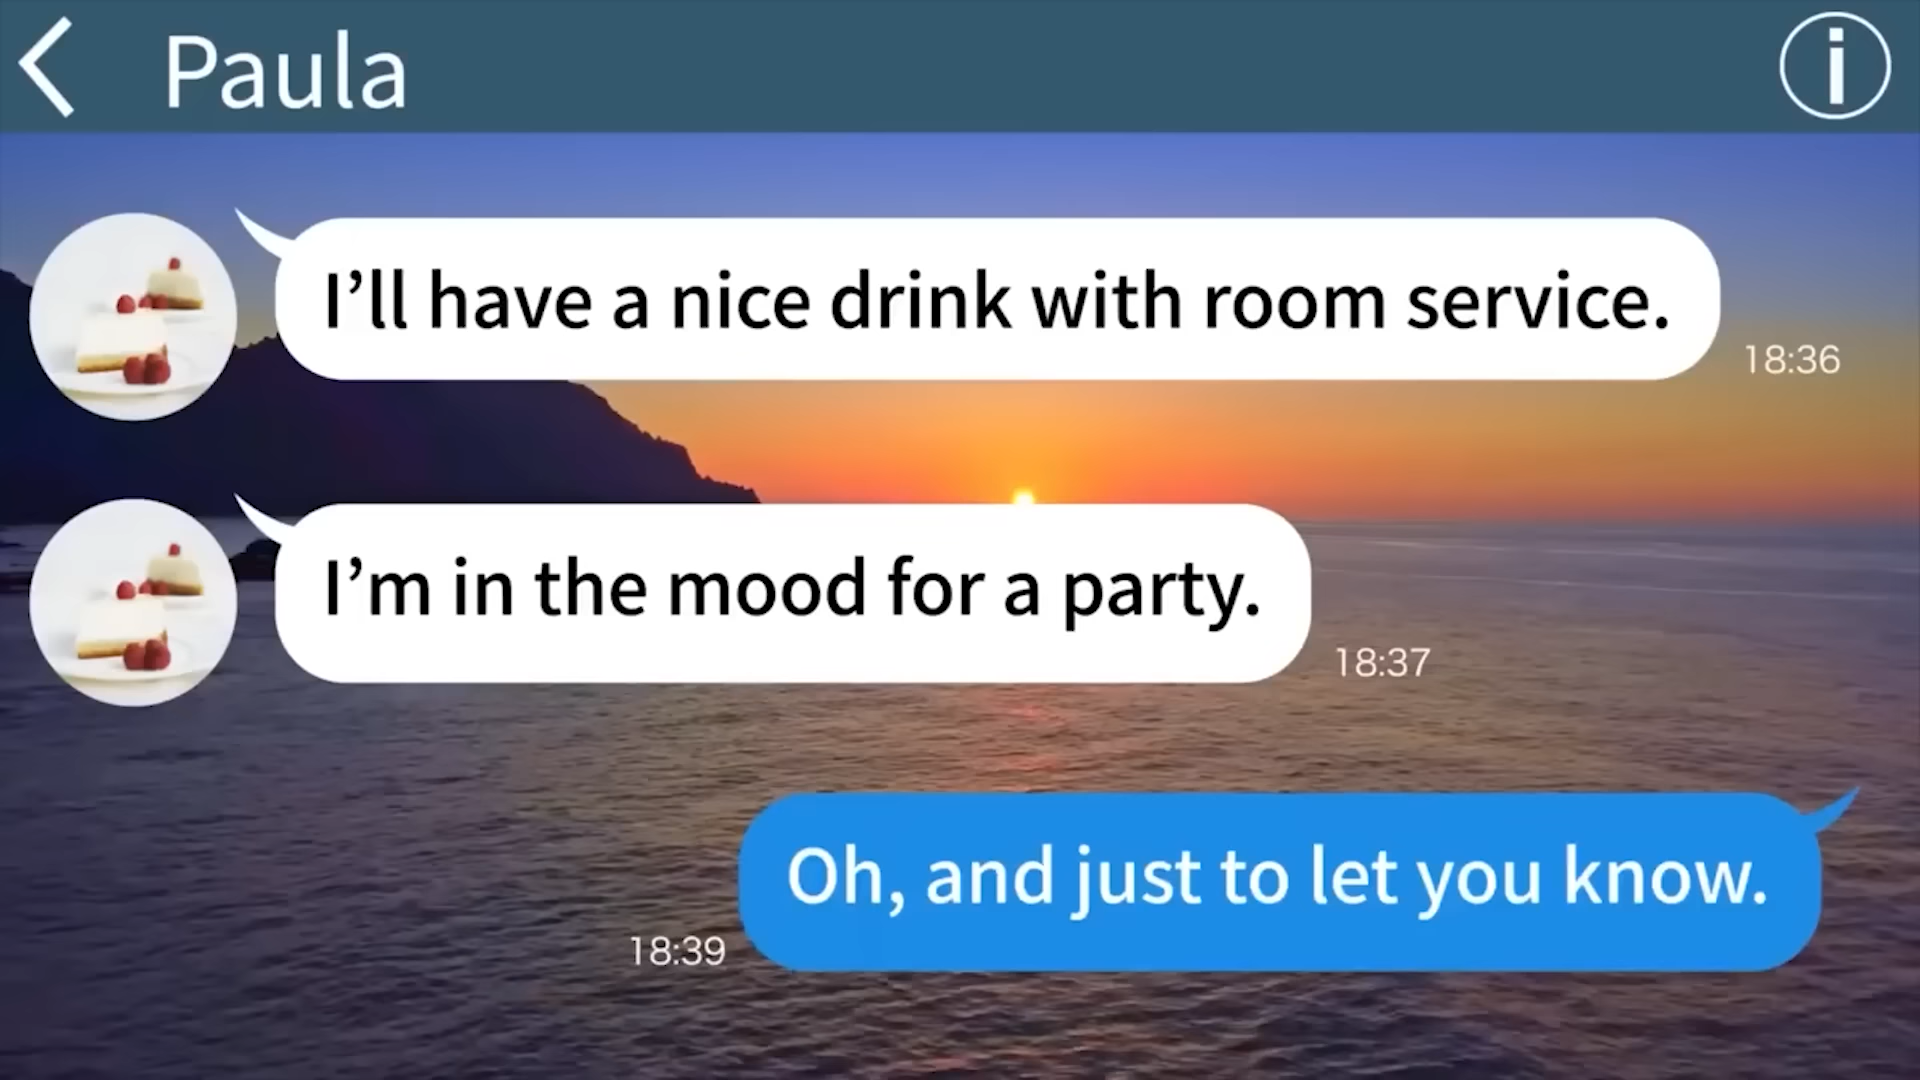 Paula
I’ll have a nice drink with room service.
18:36
I’m in the mood for a party.
18:37
Oh, and just to let you know.
18:39